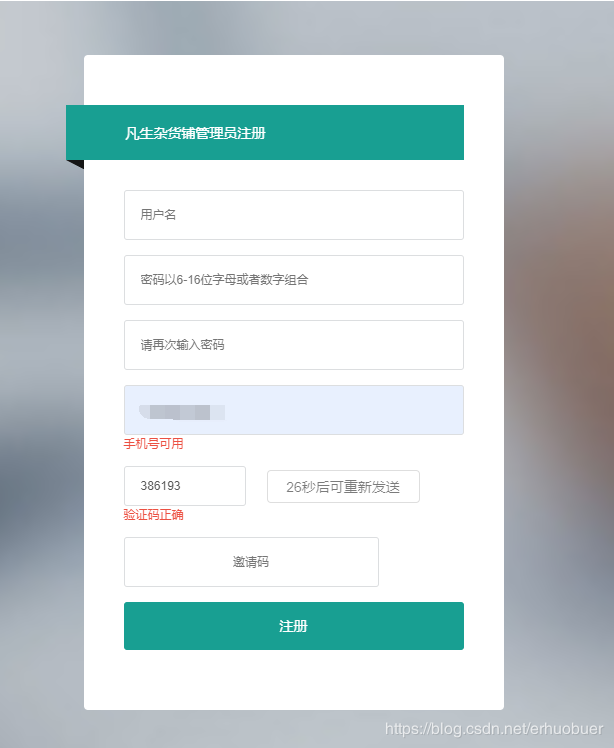 凡生杂货铺管理员注册
用户名
密码以6-16位字母或者数字组合
请再次输入密码
手机号可用
386193
26秒后可重新发送
验证码正确
邀请码
注册
https://blog.csdn.net/erhuobuer